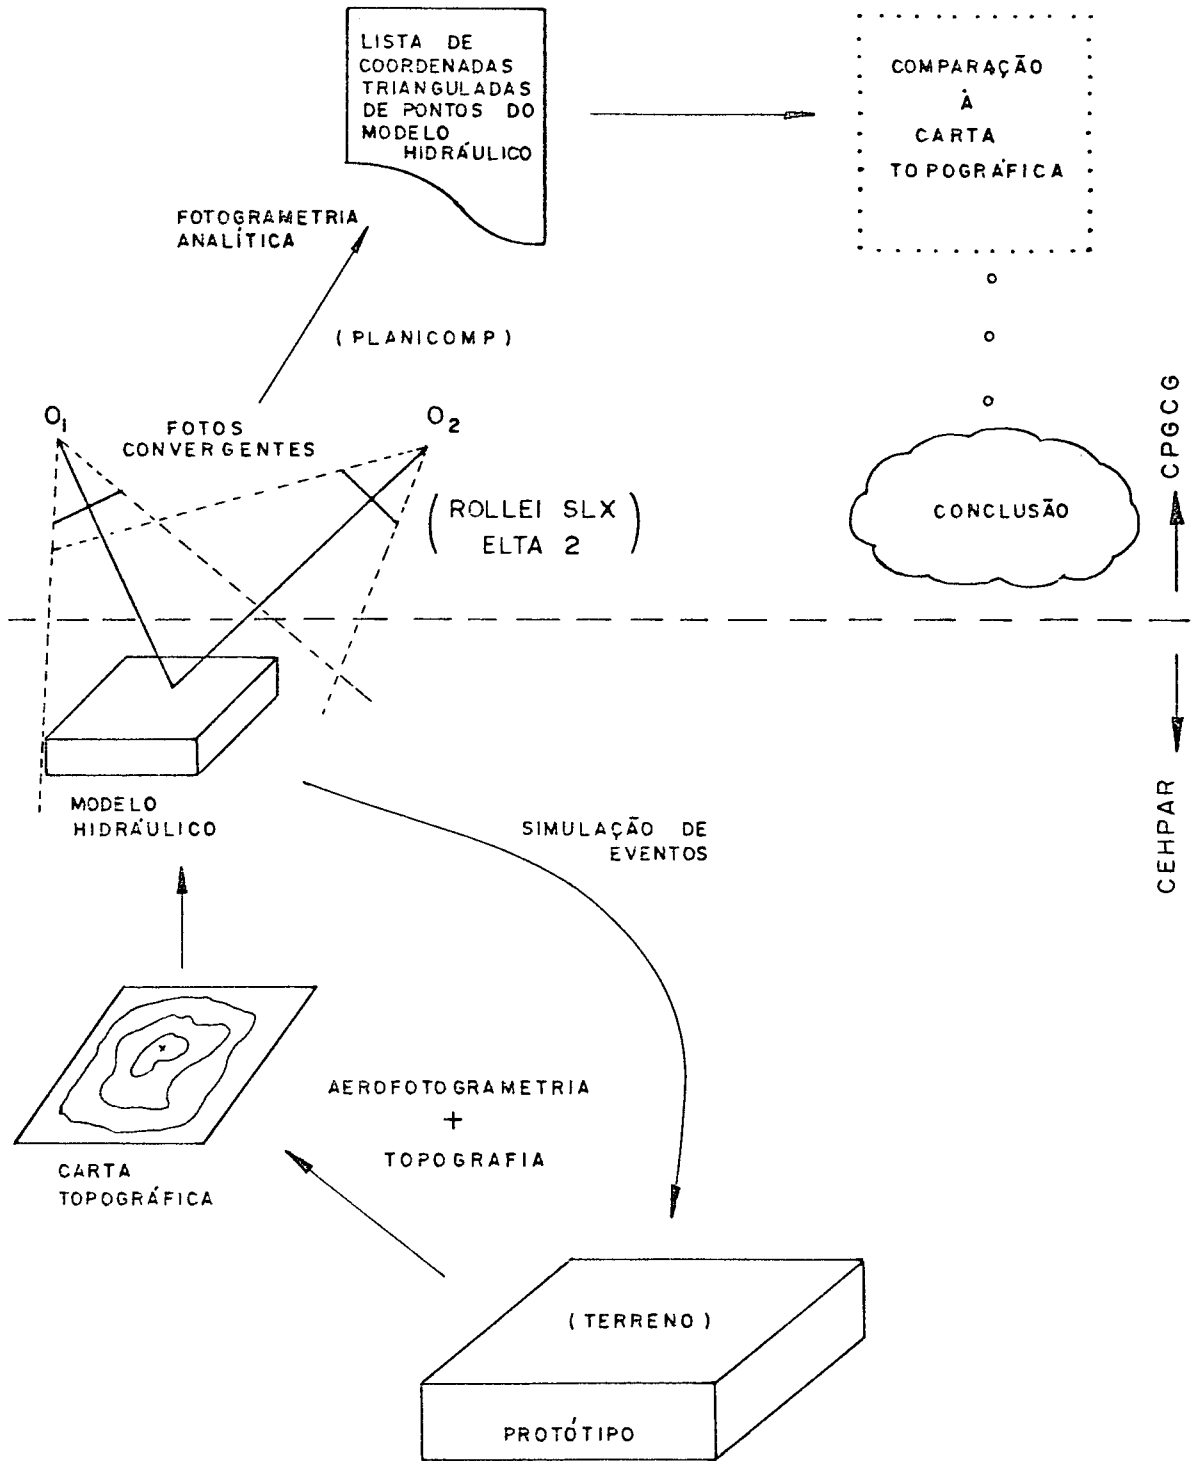 LISTA DE
COORDENADAS
TRIANGULADAS
DE PONTOS DO
MODELO
HIDRÁULICO
COMPARAÇÃO
À
CARTA
TOPOGRÁFICA
FOTOGRAMETRIA
ANALÍTICA
(PLANICOMP)
O1
FOTOS
CONVERGENTES
O2
(ROLLEI SLX
ELTA 2)
CONCLUSÃO
CPGCG
CEHPAR
MODELO
HIDRÁULICO
SIMULAÇÃO DE
EVENTOS
AEROFOTOGRAMETRIA
+
TOPOGRAFIA
CARTA
TOPOGRÁFICA
(TERRENO)
PROTÓTIPO